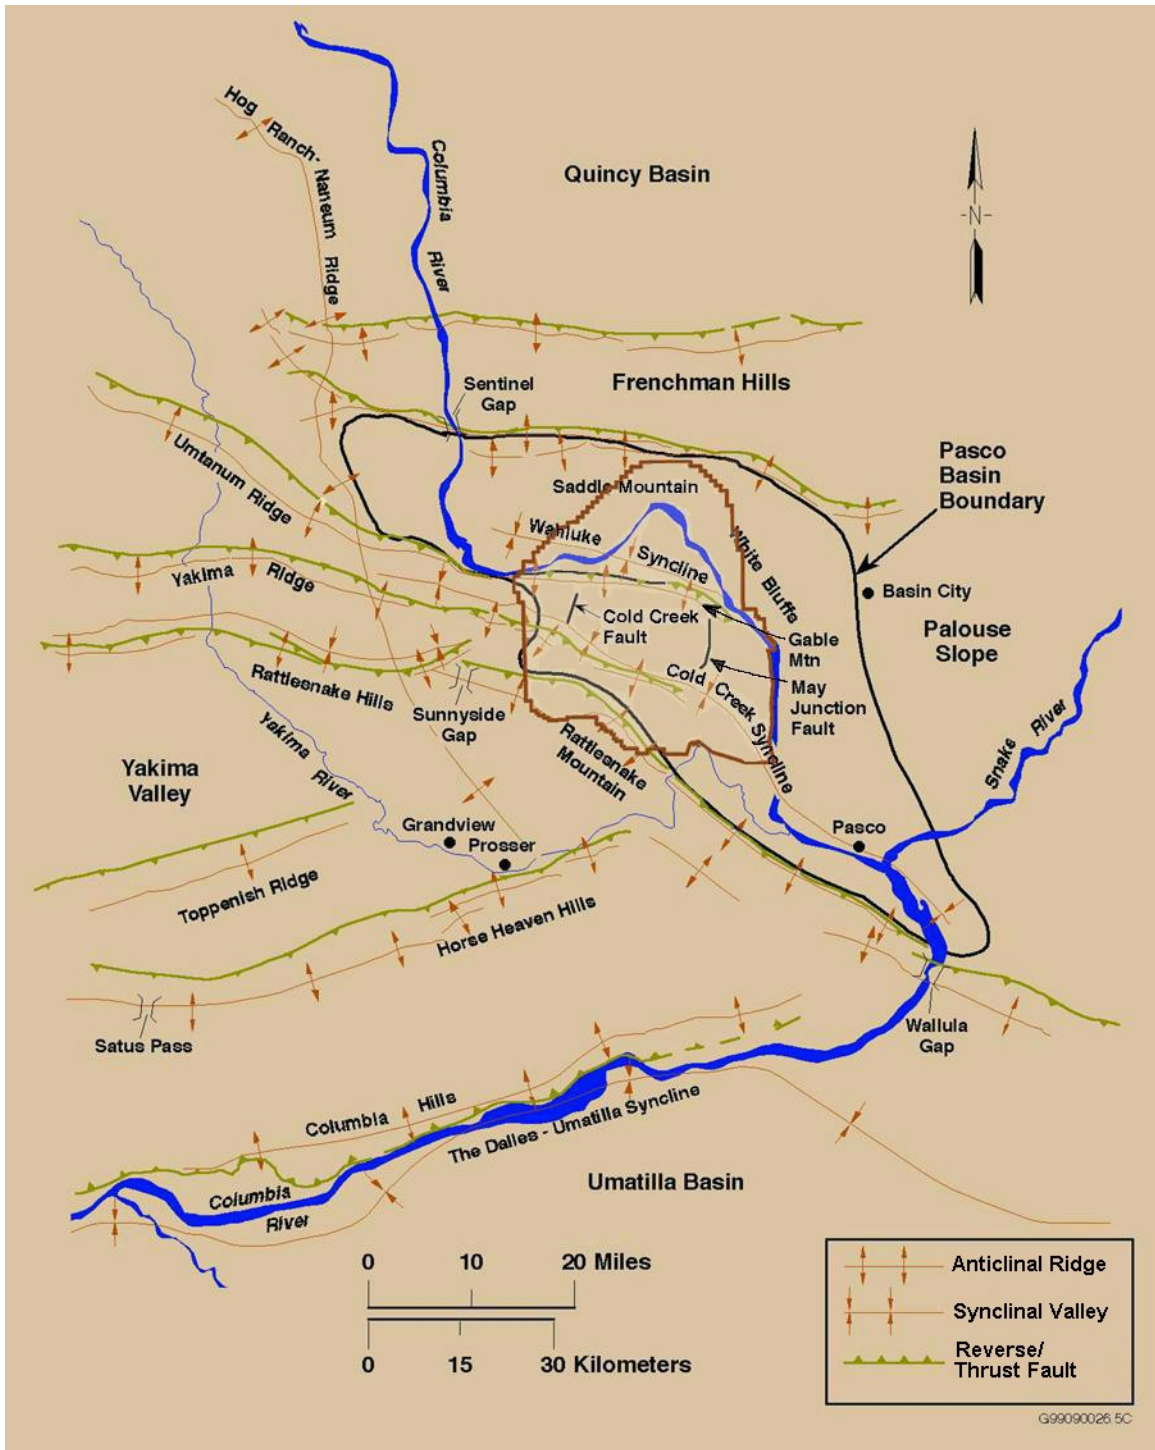 Hog Ranch-Naneum Ridge
Columbia River
Quincy Basin
-N-
Sentinel
Gap
Frenchman Hills
Umtanum Ridge
Pasco
Basin
Boundary
Saddle Mountain
Wahluke Syncline
White Bluffs
Yakima Ridge
Basin City
Cold Creek
Fault
Palouse
Slope
Gable
Mtn
Cold Creek Syncline
May
Junction
Fault
Rattlesnake Hills
Sunnyside
Gap
Snake River
Yakima River
Rattlesnake
Mountain
Yakima
Valley
Grandview
Prosser
Pasco
Toppenish Ridge
Horse Heaven Hills
Satus Pass
Wallula
Gap
Columbia Hills
The Dalles - Umatilla Syncline
Umatilla Basin
Columbia
River
0 10 20 Miles
0 15 30 Kilometers
Anticlinal Ridge
Synclinal Valley
Reverse/
Thrust Fault
G99090026.5C